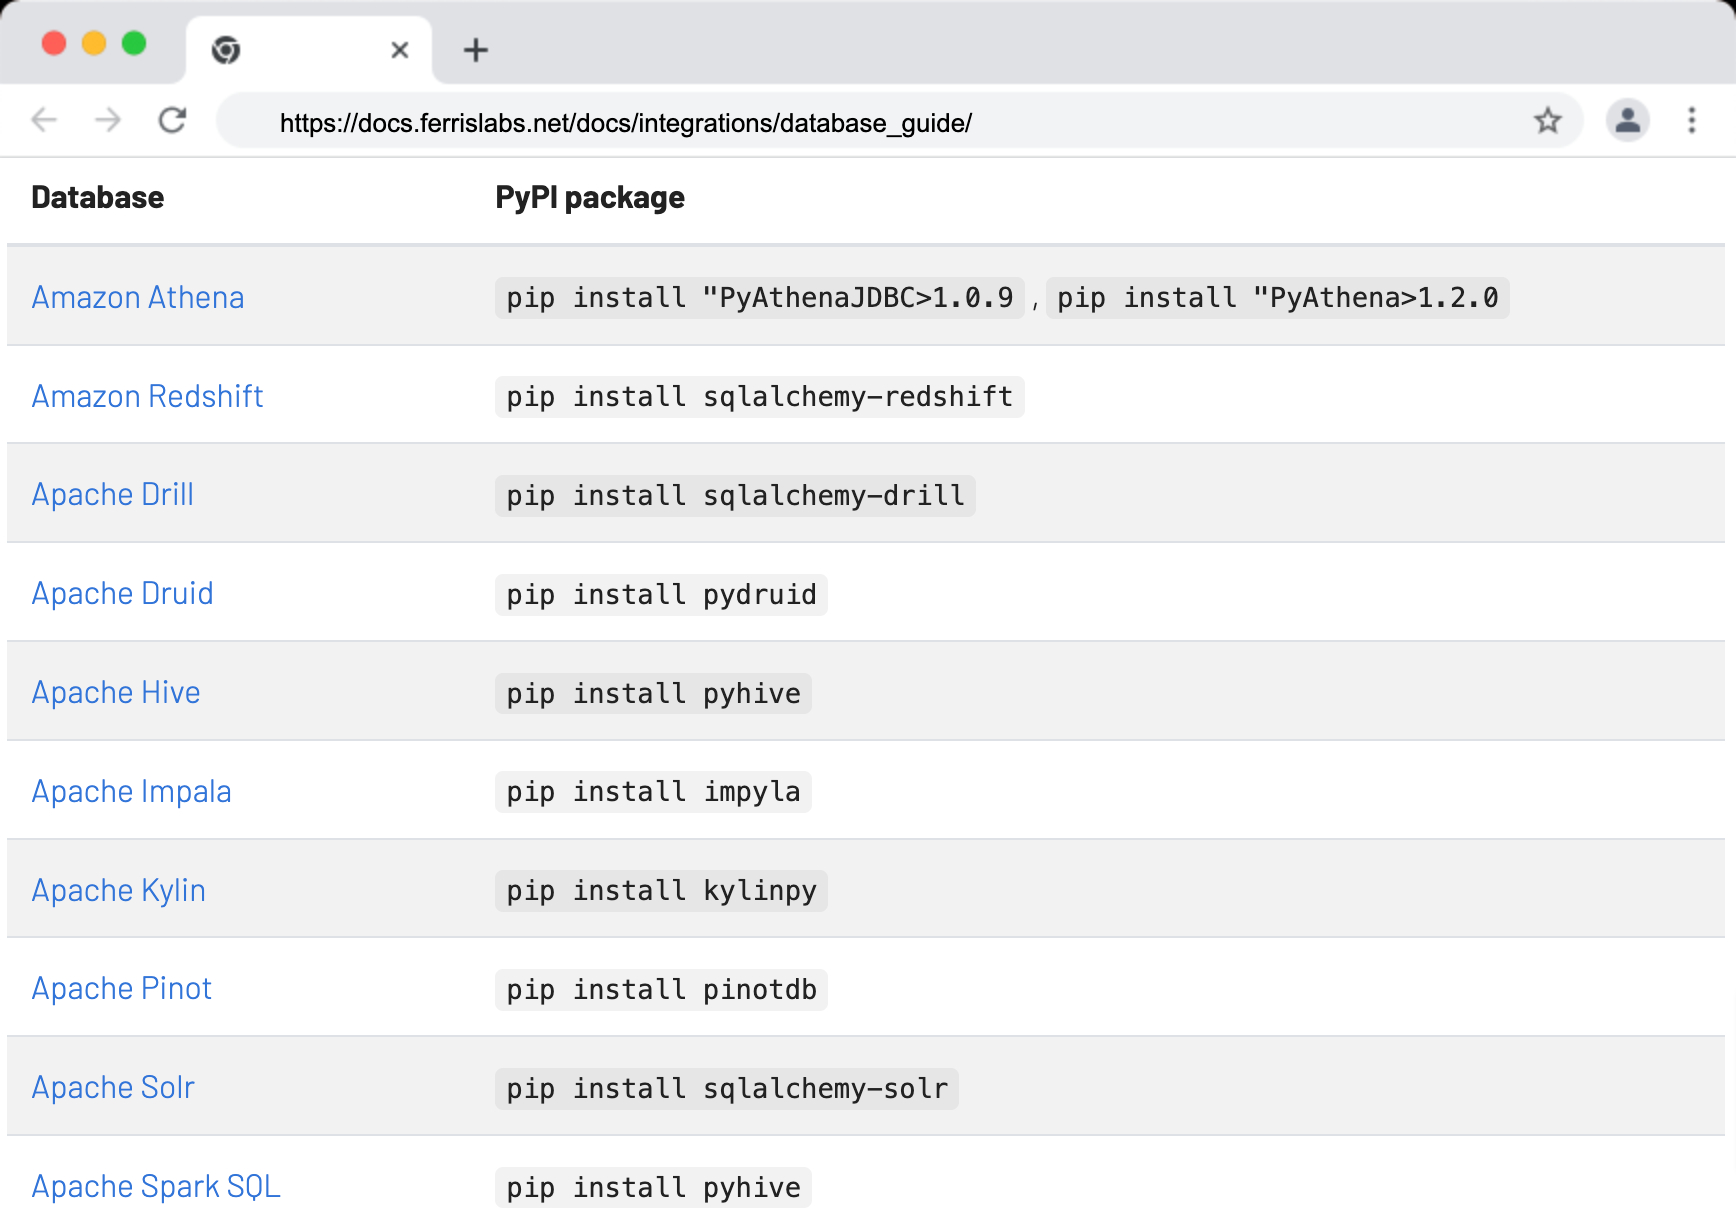 https://docs.ferrislabs.net/docs/integrations/database_guide/
Database PyPI package
Amazon Athena pip install "PyAthenaJDBC>1.0.9 , pip install "PyAthena>1.2.0
Amazon Redshift pip install sqlalchemy-redshift
Apache Drill pip install sqlalchemy-drill
Apache Druid pip install pydruid
Apache Hive pip install pyhive
Apache Impala pip install impyla
Apache Kylin pip install kylinpy
Apache Pinot pip install pinotdb
Apache Solr pip install sqlalchemy-solr
Apache Spark SQL pip install pyhive